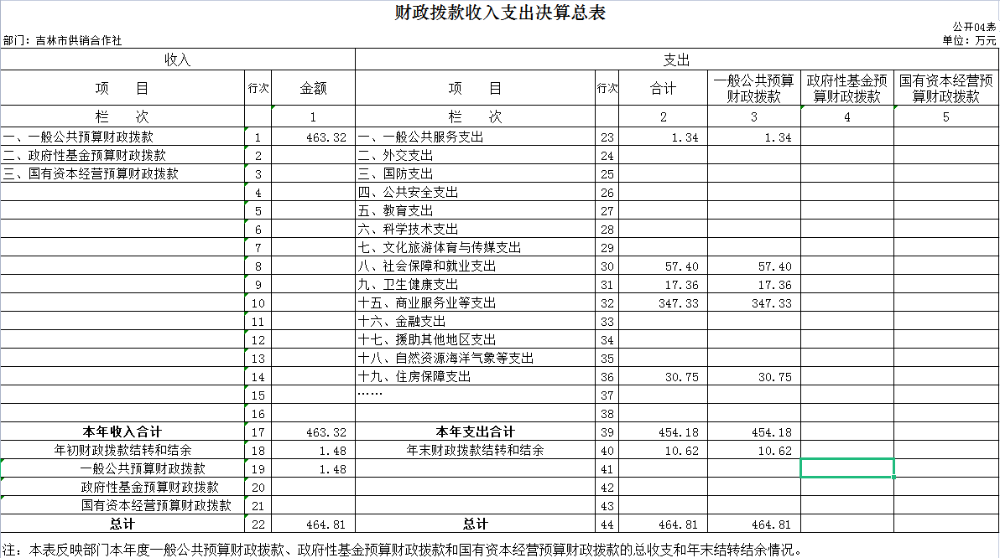 财政拨款收入支出决算总表
公开04表
部门：吉林市供销合作社 单位：万元
收入 支出
项 目 行次 金额 项 目 行次 合计 一般公共预算财政拨款 政府性基金预算财政拨款 国有资本经营预算财政拨款
栏 次 1 栏 次 2 3 4 5
一、一般公共预算财政拨款 1 463.32 一、一般公共服务支出 23 1.34 1.34
二、政府性基金预算财政拨款 2 二、外交支出 24
三、国有资本经营预算财政拨款 3 三、国防支出 25
4 四、公共安全支出 26
5 五、教育支出 27
6 六、科学技术支出 28
7 七、文化旅游体育与传媒支出 29
8 八、社会保障和就业支出 30 57.40 57.40
9 九、卫生健康支出 31 17.36 17.36
10 十五、商业服务业等支出 32 347.33 347.33
11 十六、金融支出 33
12 十七、援助其他地区支出 34
13 十八、自然资源海洋气象等支出 35
14 十九、住房保障支出 36 30.75 30.75
15 …… 37
16 38
本年收入合计 17 463.32 本年支出合计 39 454.18 454.18
年初财政拨款结转和结余 18 1.48 年末财政拨款结转和结余 40 10.62 10.62
一般公共预算财政拨款 19 1.48 41
政府性基金预算财政拨款 20 42
国有资本经营预算财政拨款 21 43
总计 22 464.81 总计 44 464.81 464.81
注：本表反映部门本年度一般公共预算财政拨款、政府性基金预算财政拨款和国有资本经营预算财政拨款的总收支和年末结转结余情况。